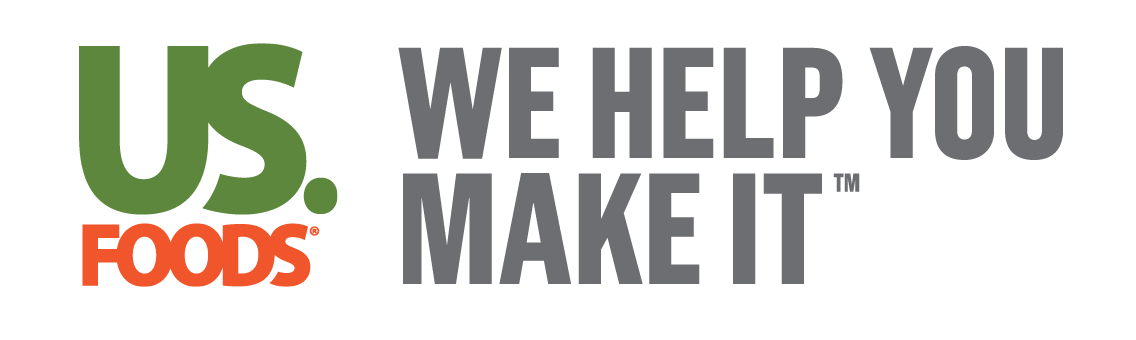 US.
FOODS®
WE HELP YOU
MAKE IT™